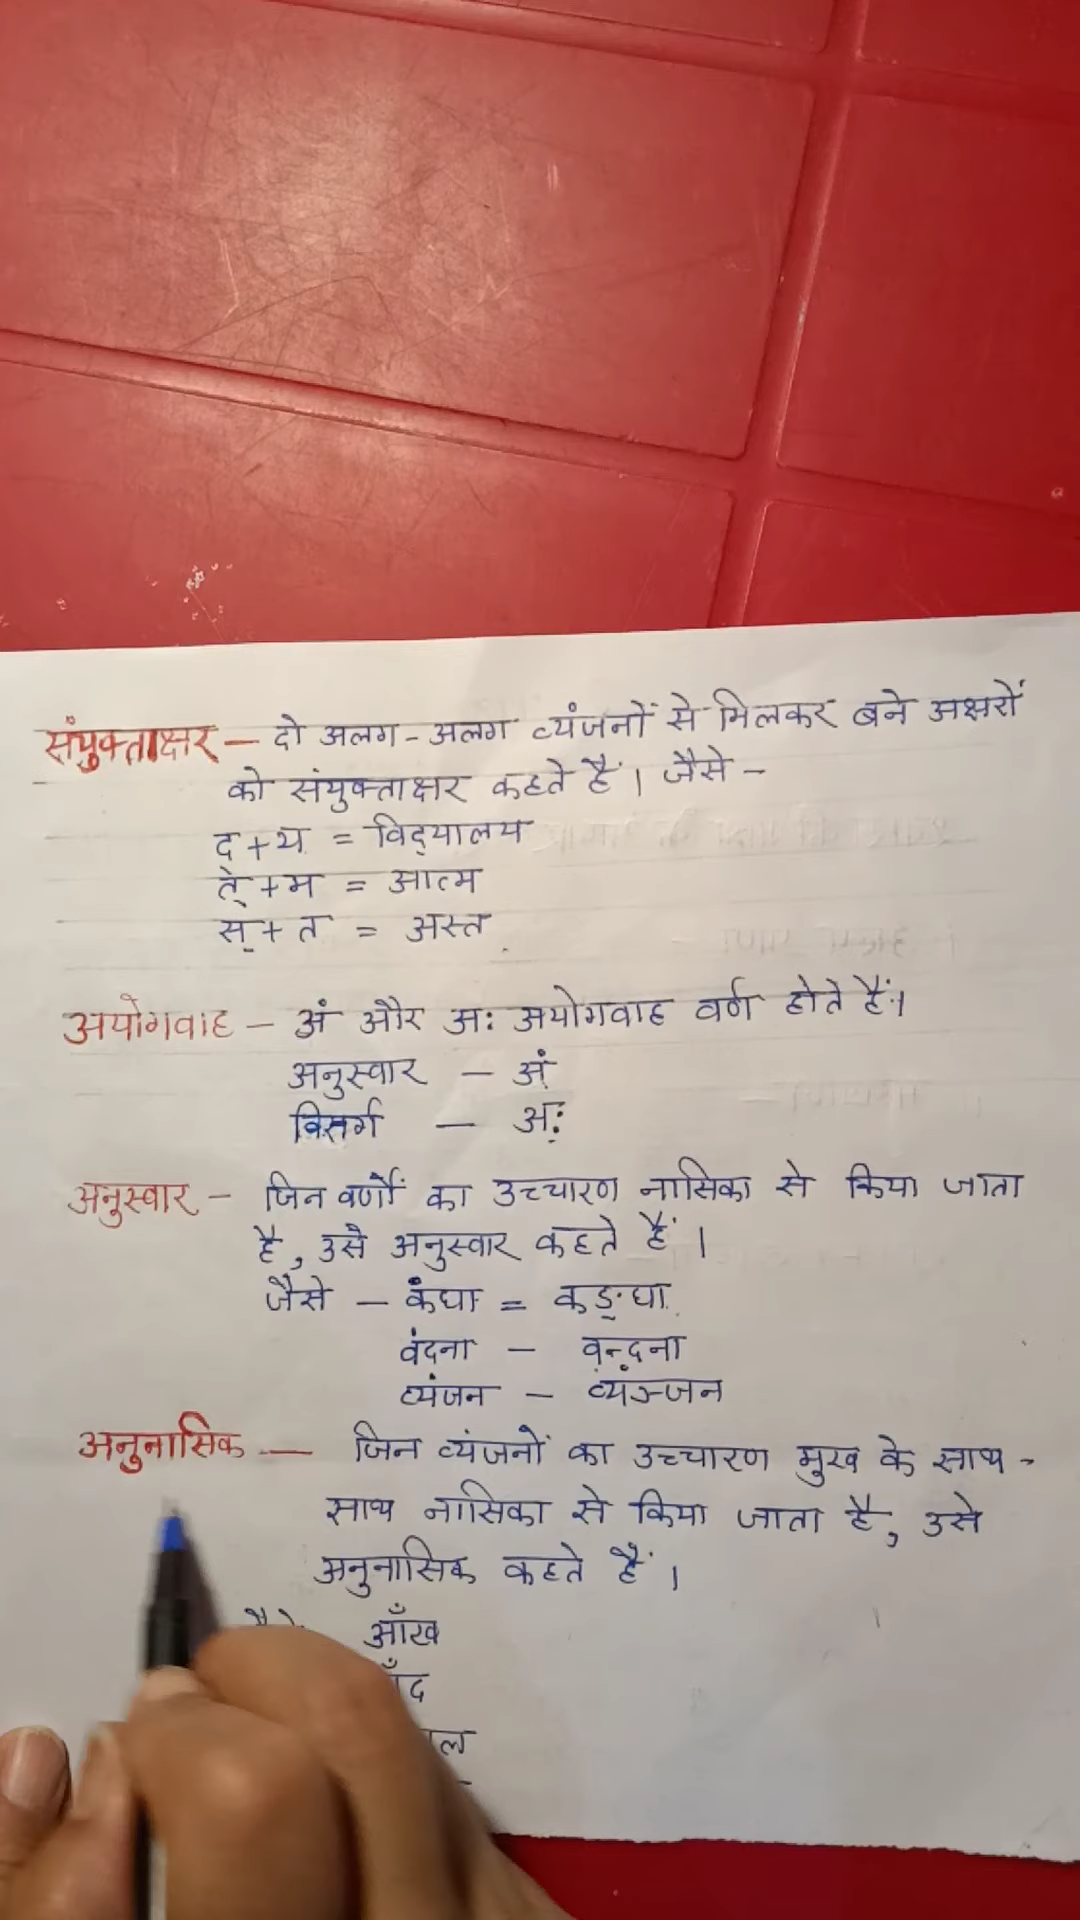 संयुक्ताक्षर — दो अलग-अलग व्यंजनों से मिलकर बने अक्षरों
को संयुक्ताक्षर कहते हैं। जैसे -
द्+य = विद्यालय
त्+म = आत्म
स्+त = अस्त
अयोगवाह - अं और अः अयोगवाह वर्ण होते हैं।
अनुस्वार - अं
विसर्ग - अः
अनुस्वार - जिन वर्णों का उच्चारण नासिका से किया जाता
है, उसे अनुस्वार कहते हैं।
जैसे - कंघा = कङ्घा
वंदना - वन्दना
व्यंजन - व्यंञ्जन
अनुनासिक — जिन व्यंजनों का उच्चारण मुख के साथ-
साथ नासिका से किया जाता है, उसे
अनुनासिक कहते हैं।
आँख